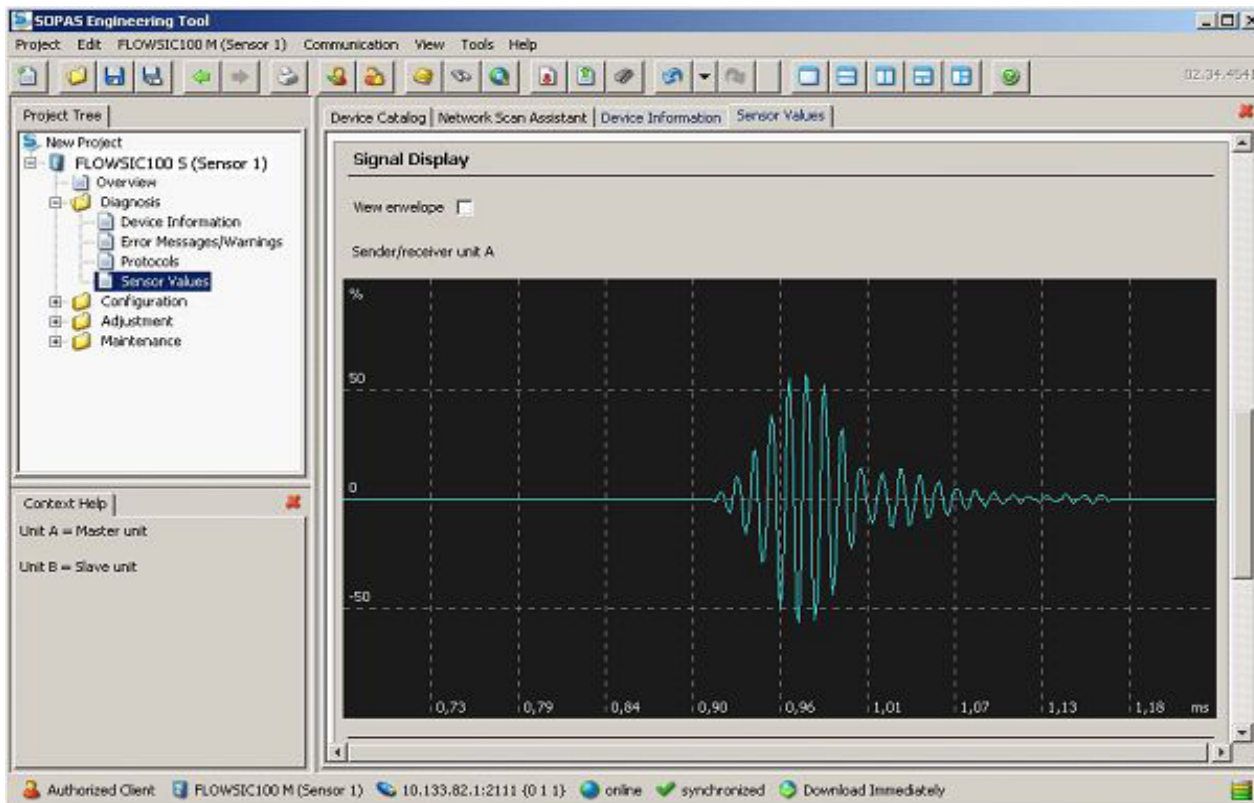 SOPAS Engineering Tool
Project Edit FLOWSIC100 M (Sensor 1) Communication View Tools Help
02.34.4541
Project Tree
New Project
FLOWSIC100 S (Sensor 1)
Overview
Diagnosis
Device Information
Error Messages/Warnings
Protocols
Sensor Values
Configuration
Adjustment
Maintenance
Context Help
Unit A = Master unit
Unit B = Slave unit
Device Catalog Network Scan Assistant Device Information Sensor Values
Signal Display
View envelope
Sender/receiver unit A
%
50
0
-50
0,73 0,79 0,84 0,90 0,96 1,01 1,07 1,13 1,18 ms
Authorized Client FLOWSIC100 M (Sensor 1) 10.133.82.1:2111 {0 1 1} online synchronized Download Immediately